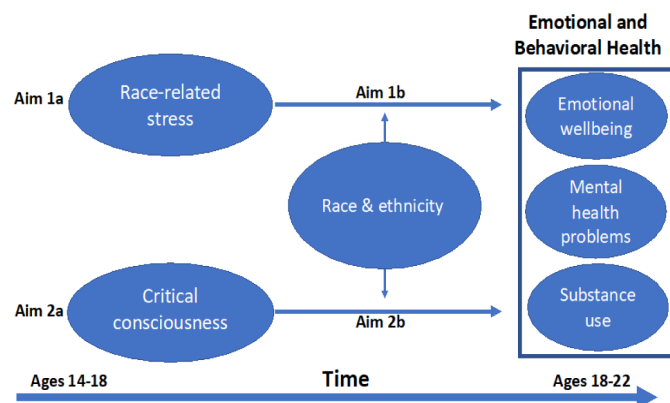 Emotional and
Behavioral Health
Aim 1a
Race-related
stress
Aim 1b
Emotional
wellbeing
Race & ethnicity
Mental
health
problems
Aim 2a
Critical
consciousness
Aim 2b
Substance
use
Ages 14-18
Time
Ages 18-22